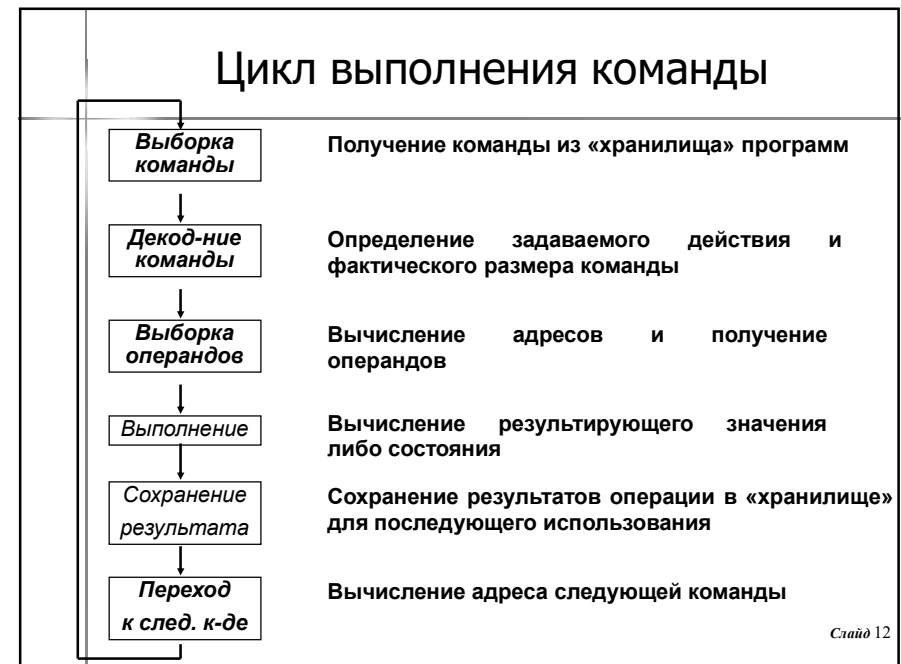 Цикл выполнения команды
Выборка
команды
Получение команды из «хранилища» программ
Декод-ние
команды
Определение задаваемого действия и
фактического размера команды
Выборка
операндов
Вычисление адресов и получение
операндов
Выполнение
Вычисление результирующего значения
либо состояния
Сохранение
результата
Сохранение результатов операции в «хранилище»
для последующего использования
Переход
к след. к-де
Вычисление адреса следующей команды
Слайд 12